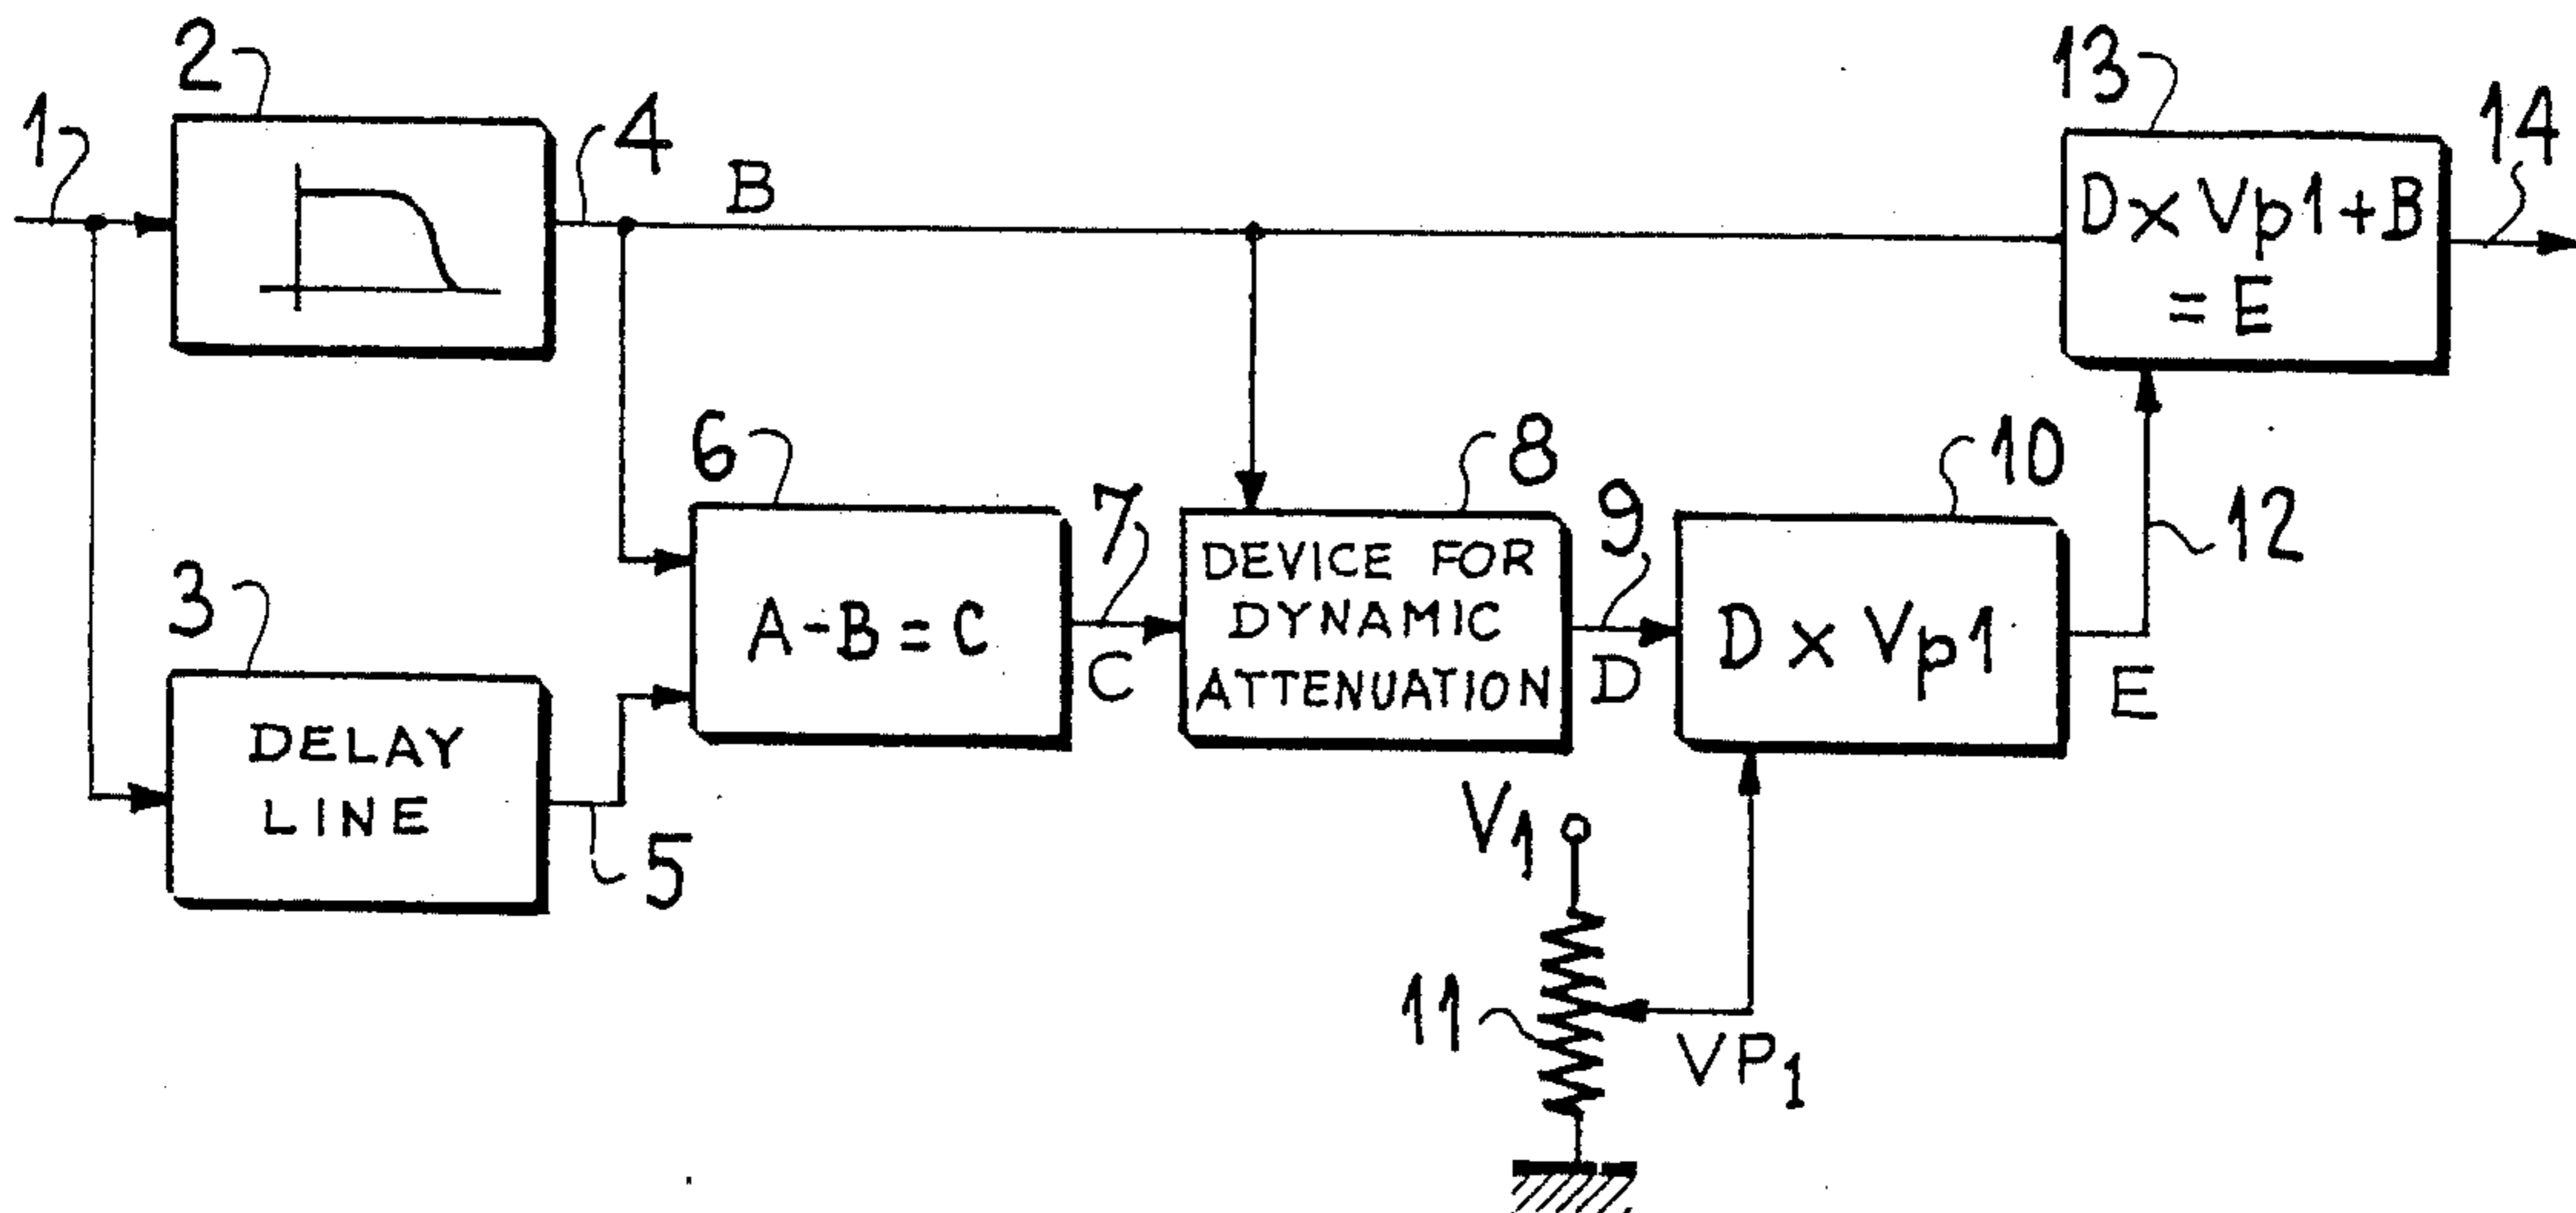 1
2
4
B
13
D x Vp1+B
= E
14
3
DELAY
LINE
5
6
A-B = C
7
C
8
DEVICE FOR
DYNAMIC
ATTENUATION
9
D
10
D x Vp1
E
12
V1
11
VP1